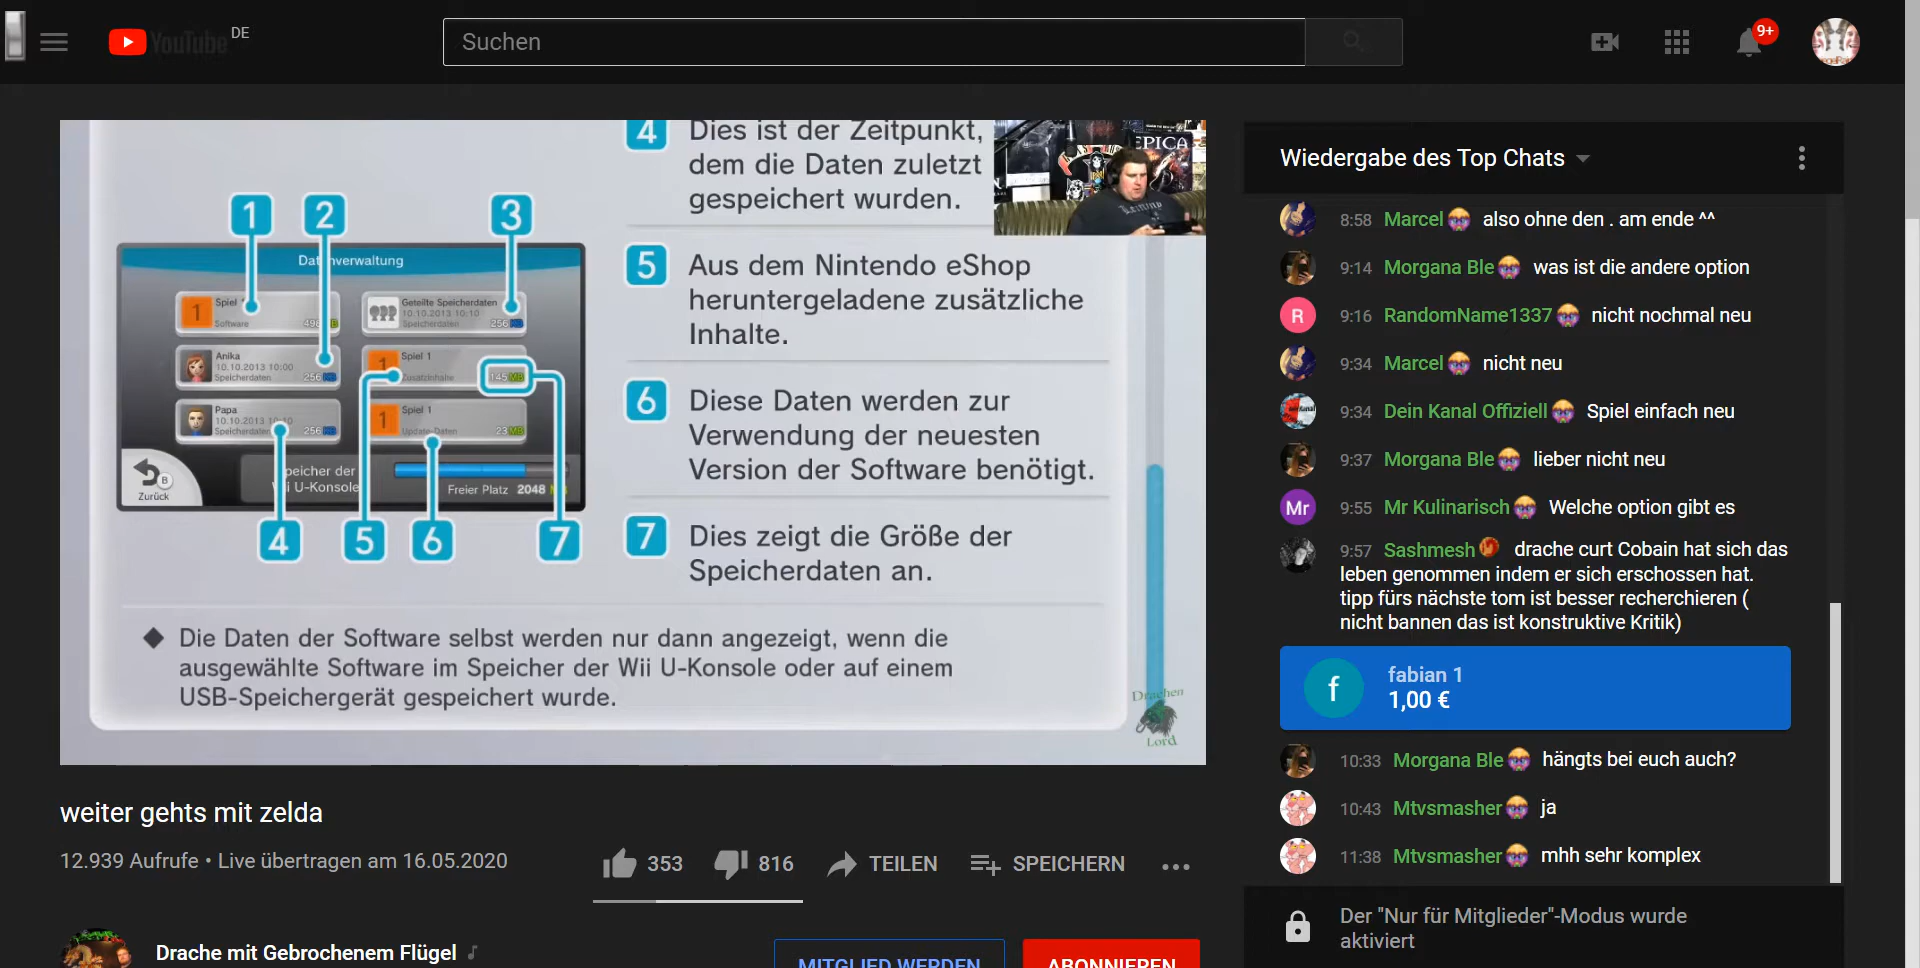 YouTube DE
Suchen
9+
4 Dies ist der Zeitpunkt,
dem die Daten zuletzt
gespeichert wurden.
EPICA
1 2 3
Datenverwaltung
Spiel 1
Software
Geteilte Speicherdaten
10.10.2013 10:10
Speicherdaten 256
Anika
10.10.2013 10:00
Speicherdaten 256
Spiel 1
Zusatzinhalte 145 MB
Papa
10.10.2013 10:10
Speicherdaten 256
Spiel 1
Update-Daten 23 MB
Zurück
B
Speicher der
Wii U-Konsole
Freier Platz 2048
4 5 6 7
5 Aus dem Nintendo eShop
heruntergeladene zusätzliche
Inhalte.
6 Diese Daten werden zur
Verwendung der neuesten
Version der Software benötigt.
7 Dies zeigt die Größe der
Speicherdaten an.
Die Daten der Software selbst werden nur dann angezeigt, wenn die
ausgewählte Software im Speicher der Wii U-Konsole oder auf einem
USB-Speichergerät gespeichert wurde.
Drachen
Lord
weiter gehts mit zelda
12.939 Aufrufe • Live übertragen am 16.05.2020
353 816 TEILEN SPEICHERN
Drache mit Gebrochenem Flügel
MITGLIED WERDEN
ABONNIEREN
Wiedergabe des Top Chats
8:58 Marcel also ohne den . am ende ^^
9:14 Morgana Ble was ist die andere option
R 9:16 RandomName1337 nicht nochmal neu
9:34 Marcel nicht neu
9:34 Dein Kanal Offiziell Spiel einfach neu
9:37 Morgana Ble lieber nicht neu
Mr 9:55 Mr Kulinarisch Welche option gibt es
9:57 Sashmesh drache curt Cobain hat sich das
leben genommen indem er sich erschossen hat.
tipp fürs nächste tom ist besser recherchieren (
nicht bannen das ist konstruktive Kritik)
f fabian 1
1,00 €
10:33 Morgana Ble hängts bei euch auch?
10:43 Mtvsmasher ja
11:38 Mtvsmasher mhh sehr komplex
Der "Nur für Mitglieder"-Modus wurde
aktiviert